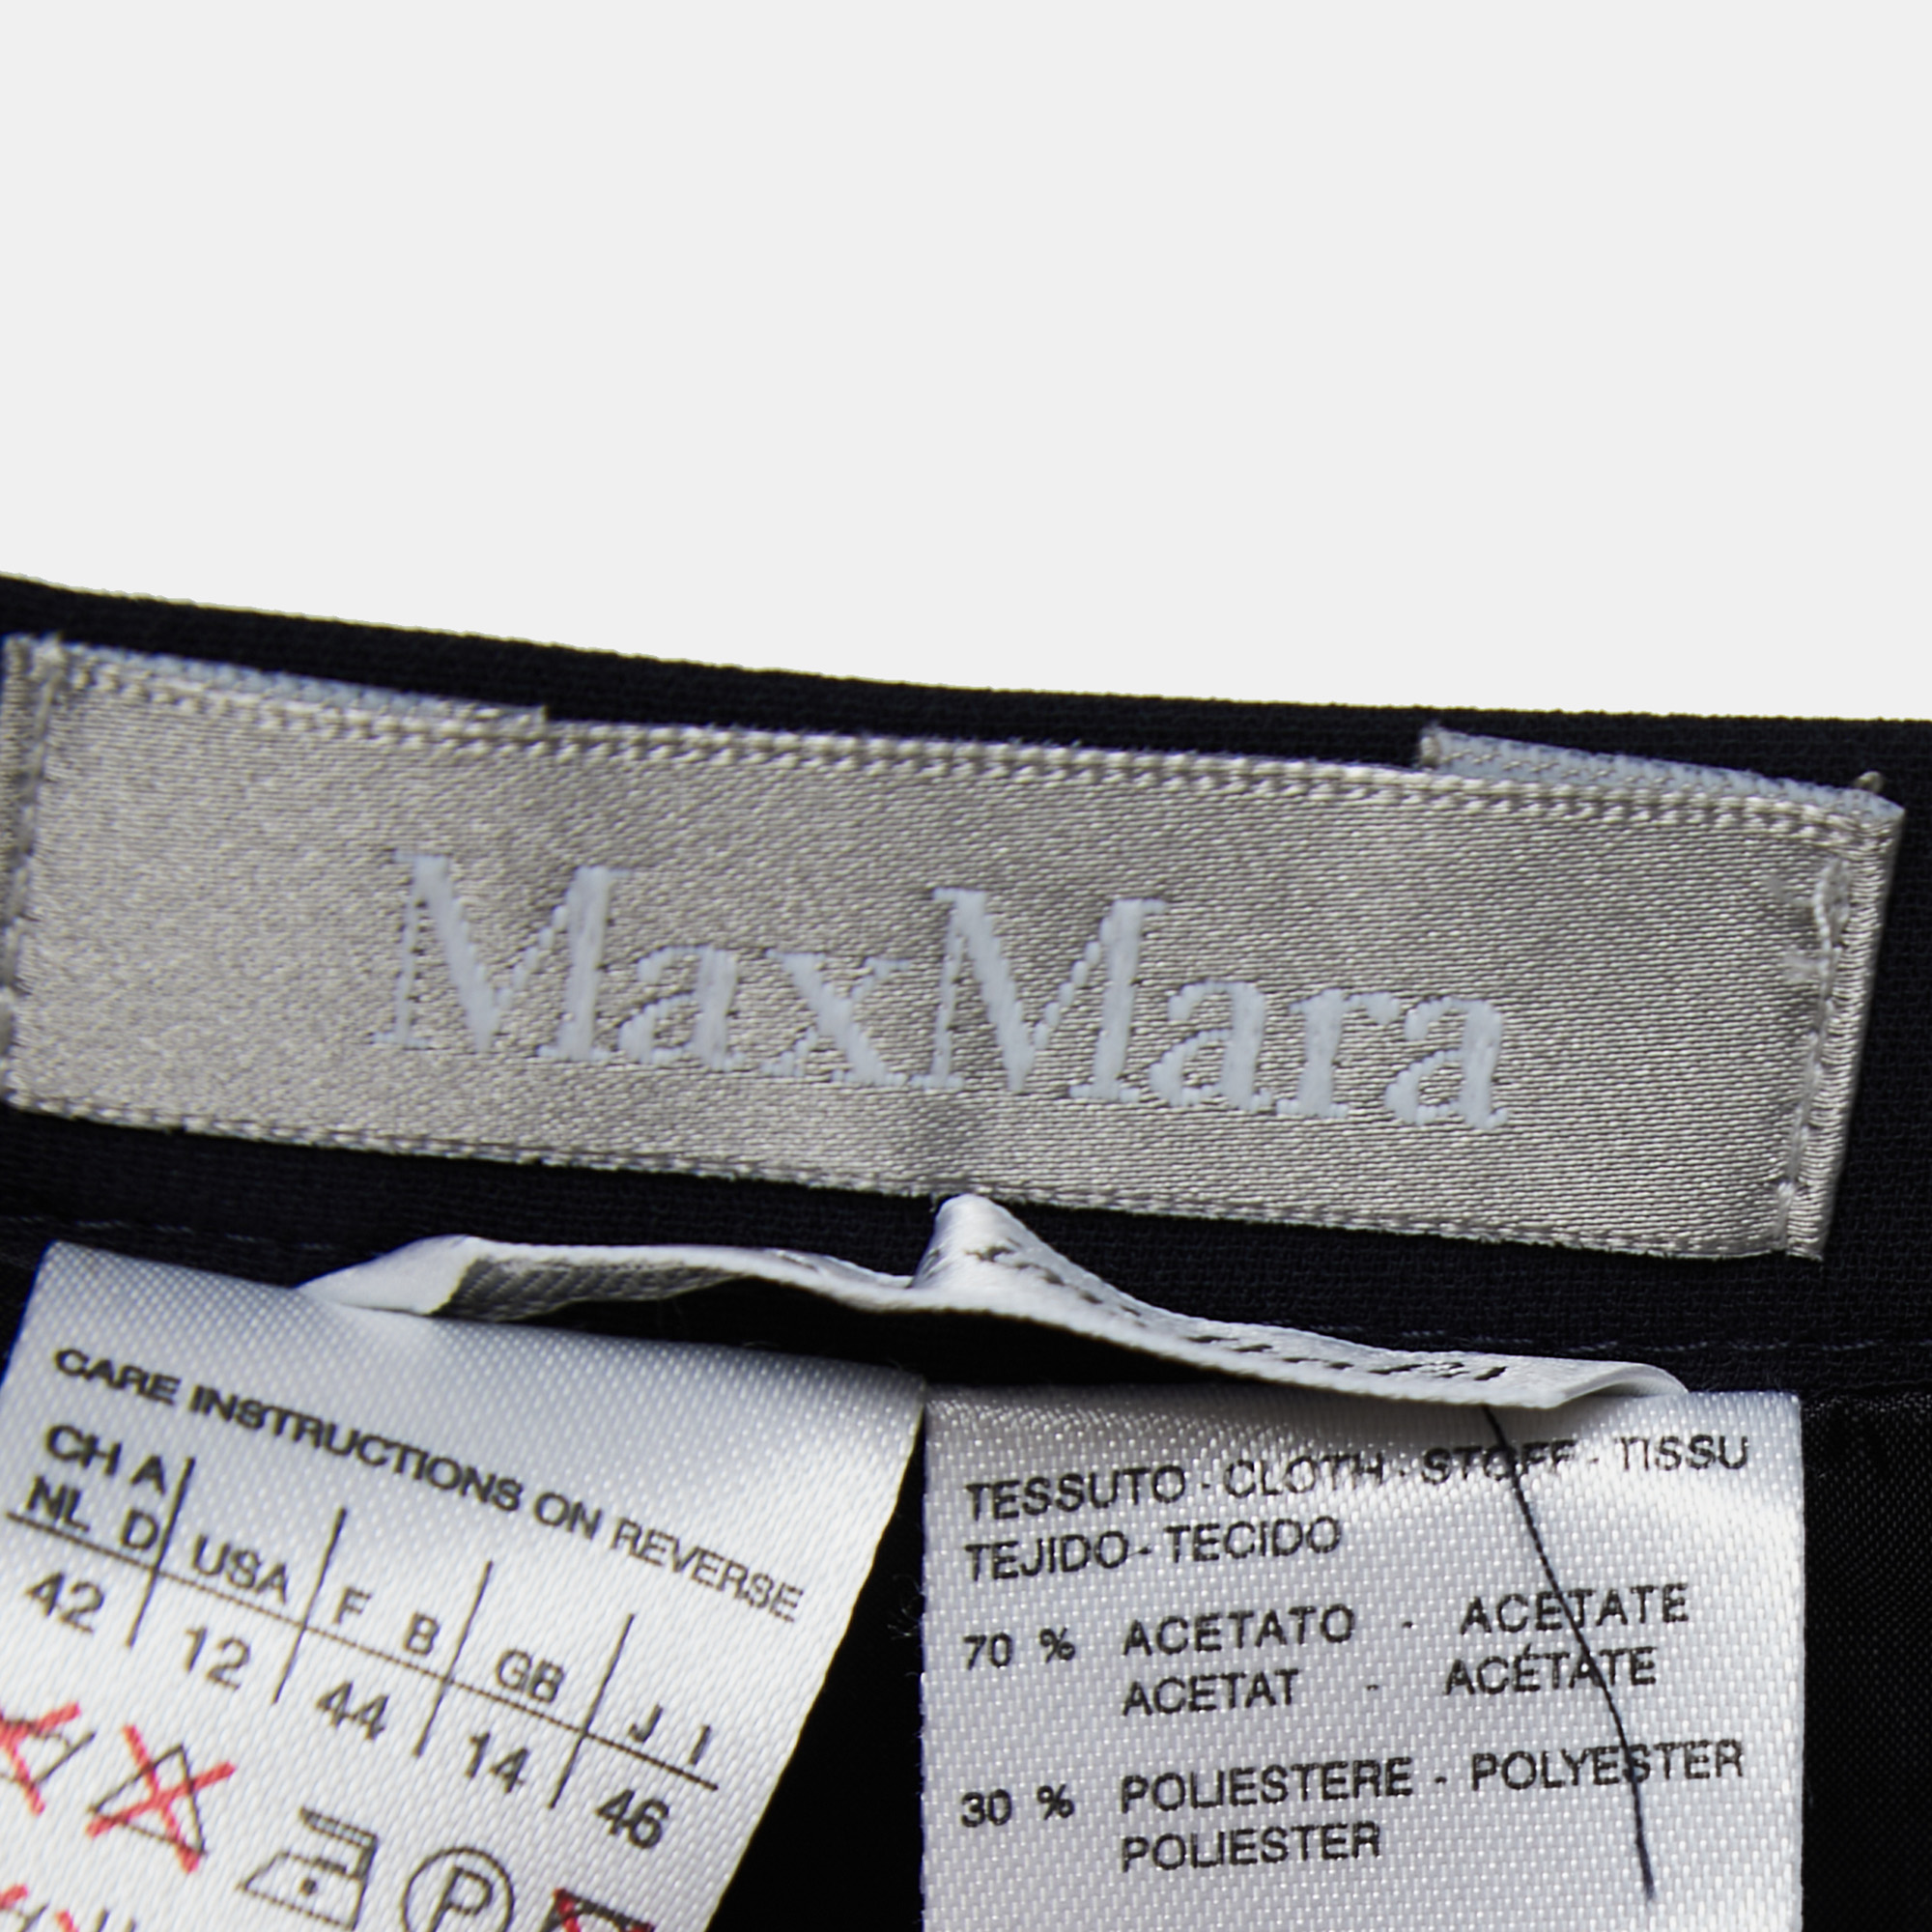 MaxMara
CARE INSTRUCTIONS ON REVERSE
CH A
NL D USA F B GB J I
42 12 44 14 46
P
TESSUTO - CLOTH - STOFF - TISSU
TEJIDO - TECIDO
70 % ACETATO - ACETATE
ACETAT - ACÉTATE
30 % POLIESTERE - POLYESTER
POLIESTER